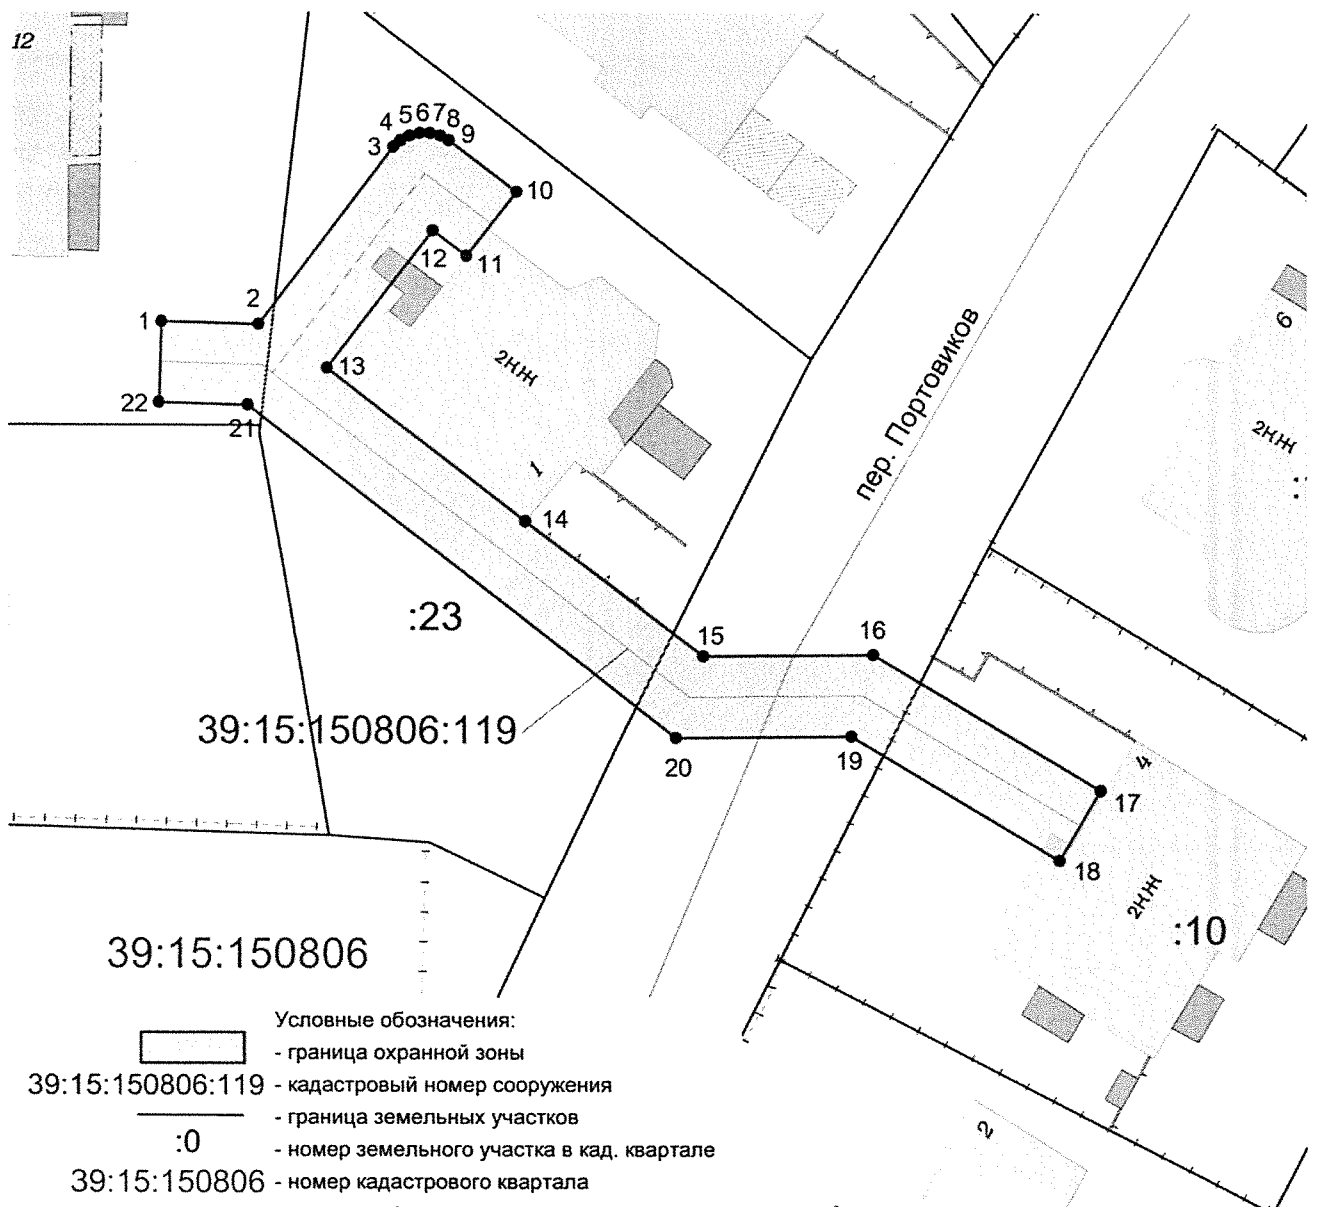 12
4 5 6 7 8
3
9
10
12
11
2
1
13
2нж
22
21
1
14
пер. Портовиков
6
2нж
:23
15
16
39:15:150806:119
20
19
4
17
18
2нж
:10
39:15:150806
2
Условные обозначения:
- граница охранной зоны
39:15:150806:119 - кадастровый номер сооружения
- граница земельных участков
:0 - номер земельного участка в кад. квартале
39:15:150806 - номер кадастрового квартала